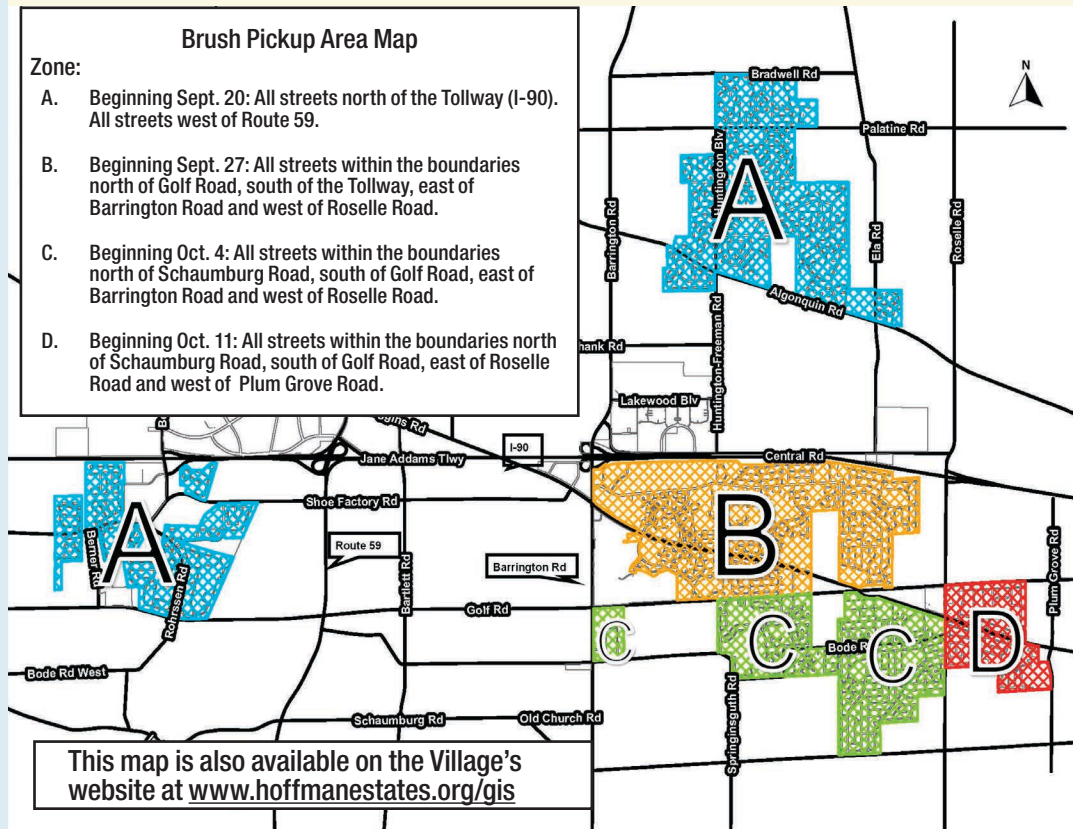 Brush Pickup Area Map
Zone:
A. Beginning Sept. 20: All streets north of the Tollway (I-90).
All streets west of Route 59.
B. Beginning Sept. 27: All streets within the boundaries
north of Golf Road, south of the Tollway, east of
Barrington Road and west of Roselle Road.
C. Beginning Oct. 4: All streets within the boundaries
north of Schaumburg Road, south of Golf Road, east of
Barrington Road and west of Roselle Road.
D. Beginning Oct. 11: All streets within the boundaries north
of Schaumburg Road, south of Golf Road, east of Roselle
Road and west of Plum Grove Road.
N
Bradwell Rd
Palatine Rd
Huntington Blv
A
Barrington Rd
Ela Rd
Roselle Rd
Algonquin Rd
hank Rd
Huntington-Freeman Rd
Lakewood Blv
gins Rd
I-90
Jane Addams Tlwy
Central Rd
Shoe Factory Rd
A
B
Berner Rd
Rohrssen Rd
Route 59
Bartlett Rd
Barrington Rd
Plum Grove Rd
Golf Rd
C
C
Bode R
C
D
Bode Rd West
Springinsguth Rd
Schaumburg Rd
Old Church Rd
This map is also available on the Village's
website at www.hoffmanestates.org/gis